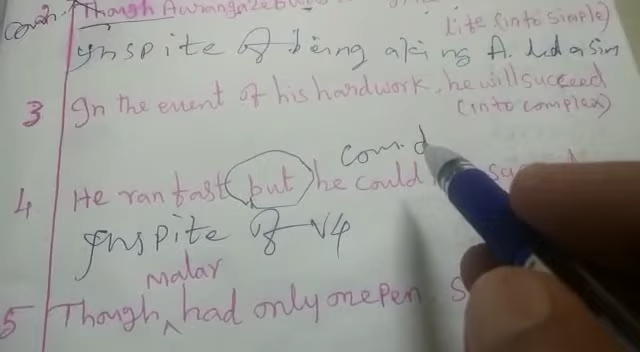 Though Aurangazeb
life (into simple)
Inspite of being a king A. led a sim
3 In the event of his hardwork, he will succeed
(into complex)
com. d
4 He ran fast but he could
Inspite of V4
Malar
5 Though ^ had only one pen, S